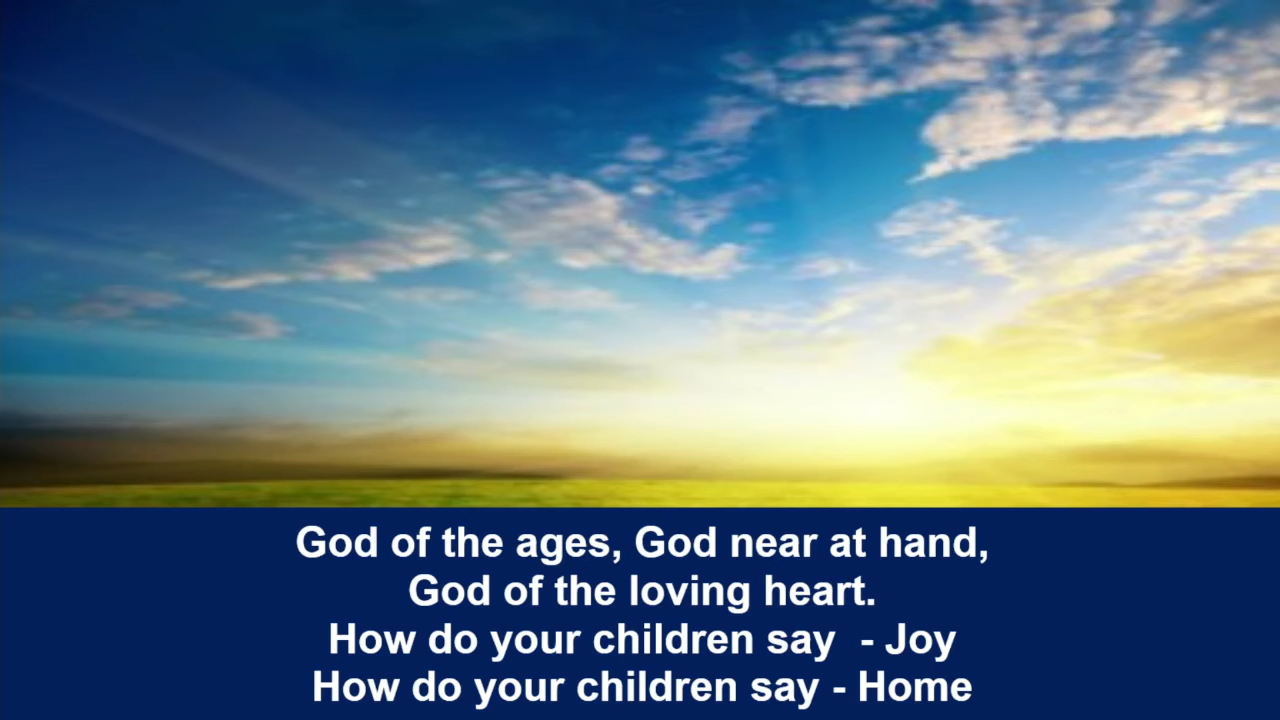 God of the ages, God near at hand,
God of the loving heart.
How do your children say  - Joy
How do your children say - Home